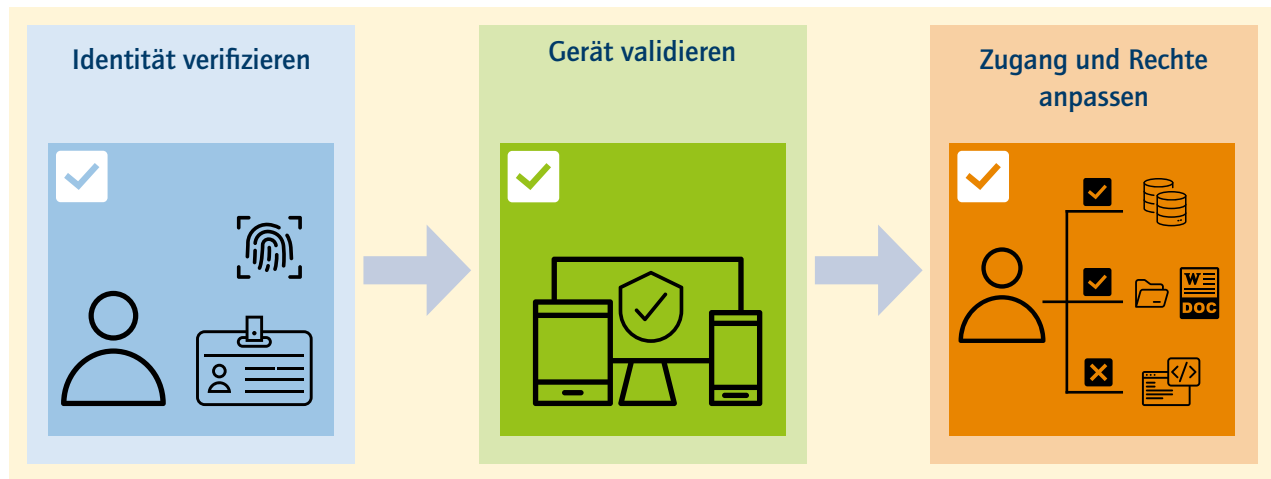 Identität verifizieren
Gerät validieren
Zugang und Rechte
anpassen
W
DOC
</>